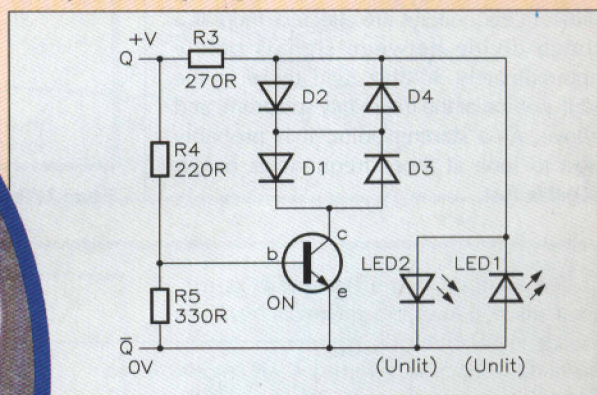 +V
Q
R3
270R
D2
D4
R4
220R
D1
D3
c
b
LED2
LED1
R5
330R
ON
e
Q̅
0V
(Unlit)
(Unlit)